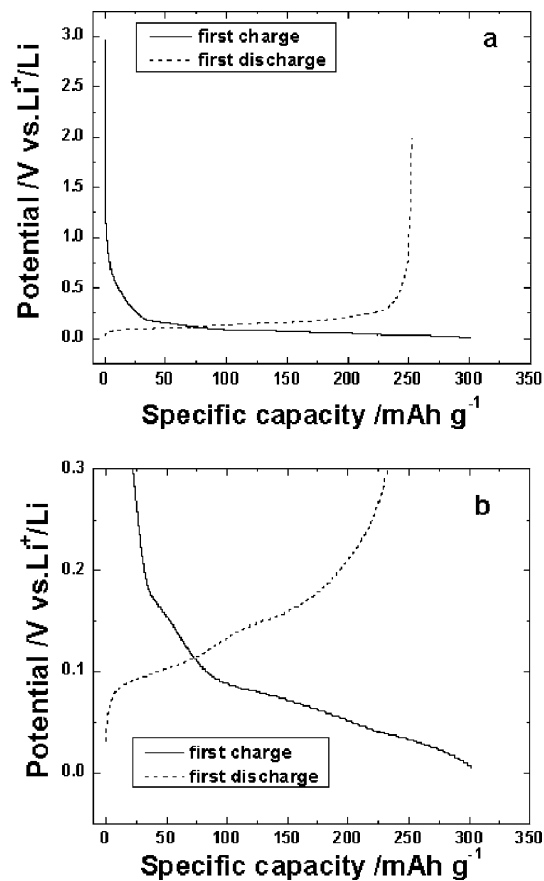 first charge
first discharge
a
3.0
2.5
2.0
1.5
1.0
0.5
0.0
Potential /V vs.Li⁺/Li
0 50 100 150 200 250 300 350
Specific capacity /mAh g⁻¹
b
0.3
0.2
0.1
0.0
Potential /V vs.Li⁺/Li
first charge
first discharge
0 50 100 150 200 250 300 350
Specific capacity /mAh g⁻¹